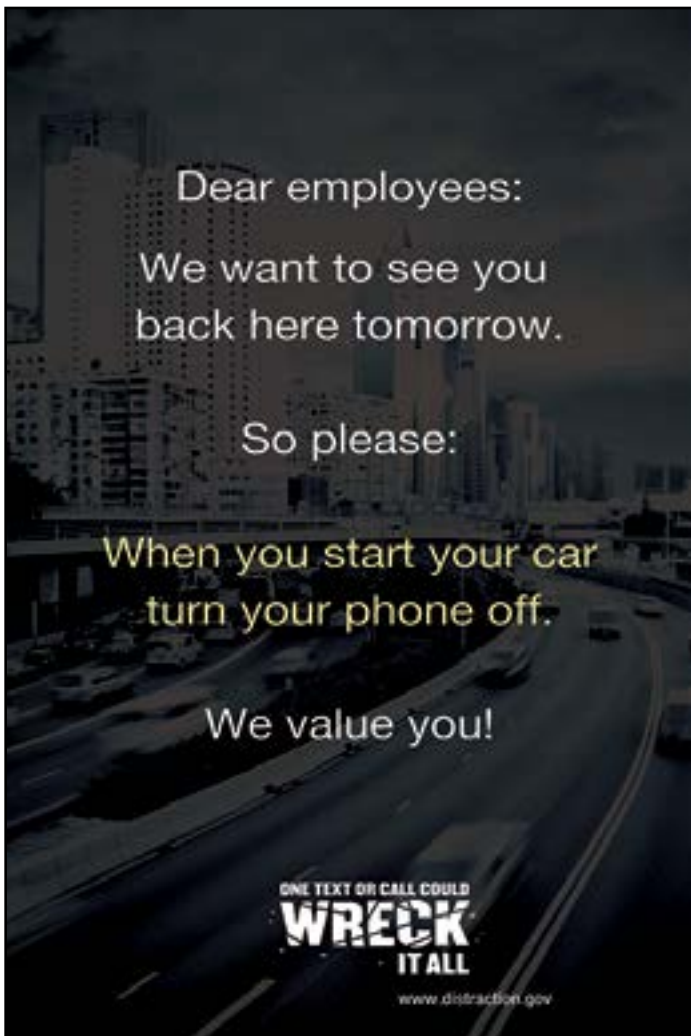 Dear employees:
We want to see you
back here tomorrow.
So please:
When you start your car
turn your phone off.
We value you!
ONE TEXT OR CALL COULD
WRECK
IT ALL
www.distraction.gov